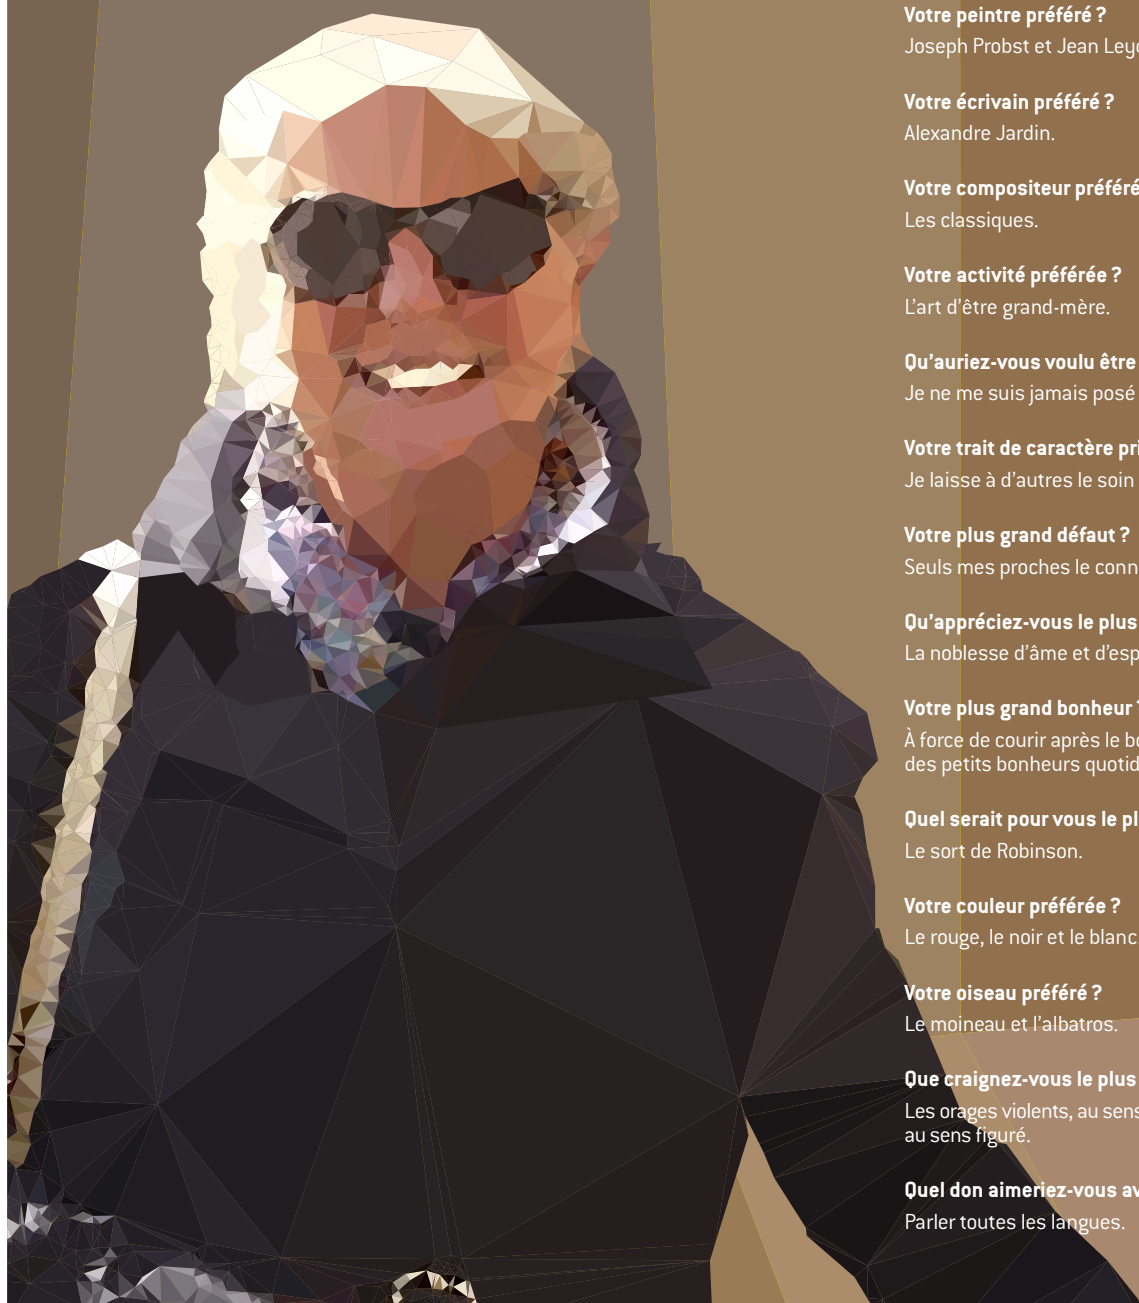 Votre peintre préféré ?
Joseph Probst et Jean
Votre écrivain préféré ?
Alexandre Jardin.
Votre compositeur préféré
Les classiques.
Votre activité préférée ?
L’art d’être grand-mère.
Qu’auriez-vous voulu être
Je ne me suis jamais posé
Votre trait de caractère
Je laisse à d’autres le soin
Votre plus grand défaut ?
Seuls mes proches le
Qu’appréciez-vous le plus
La noblesse d’âme et
Votre plus grand bonheur ?
À force de courir après le
des petits bonheurs
Quel serait pour vous le
Le sort de Robinson.
Votre couleur préférée ?
Le rouge, le noir et le blanc.
Votre oiseau préféré ?
Le moineau et l’albatros.
Que craignez-vous le plus
Les orages violents, au sens
au sens figuré.
Quel don aimeriez-vous
Parler toutes les langues.